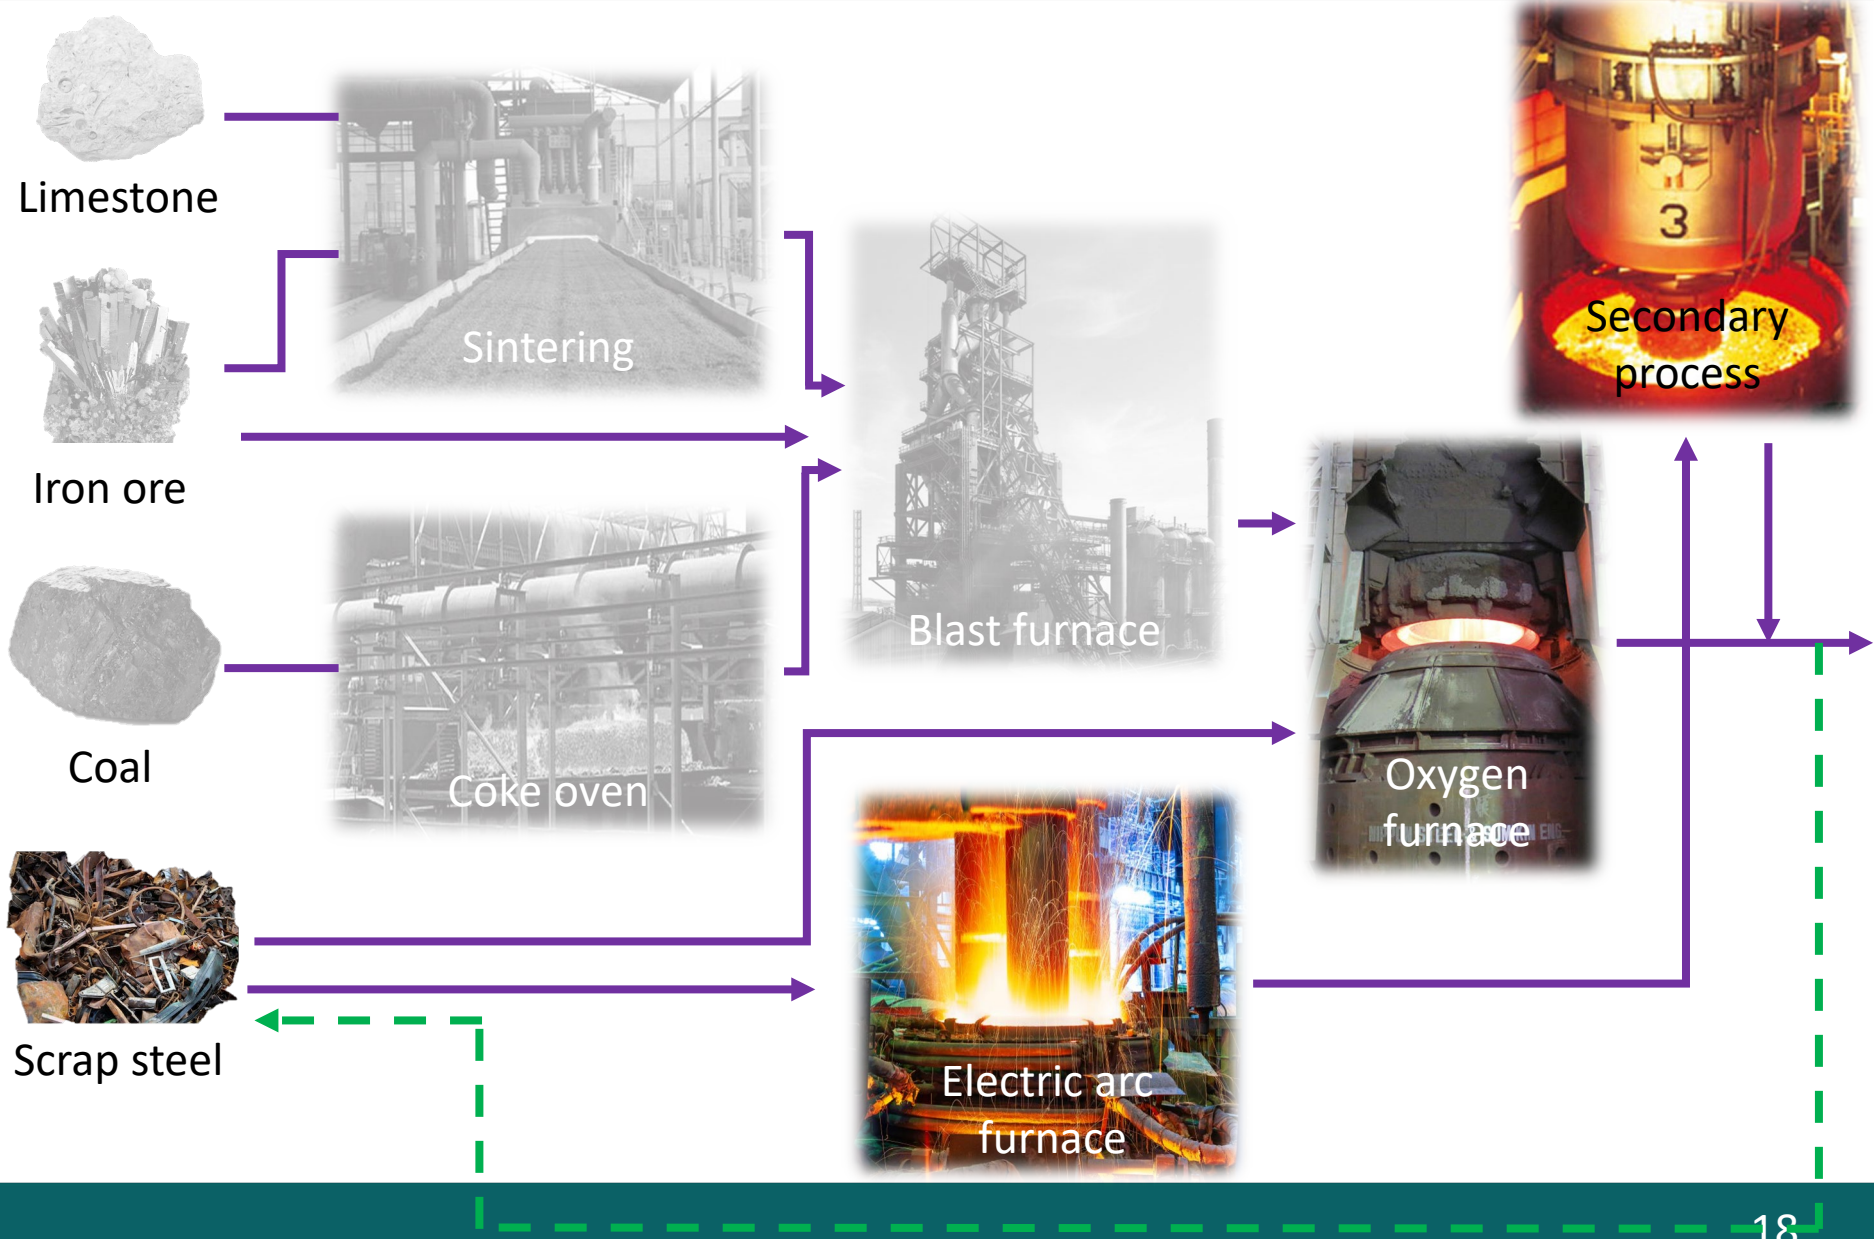 Limestone
Sintering
3
Secondary
process
Iron ore
Blast furnace
Coal
Coke oven
Oxygen
furnace
Scrap steel
Electric arc
furnace
18